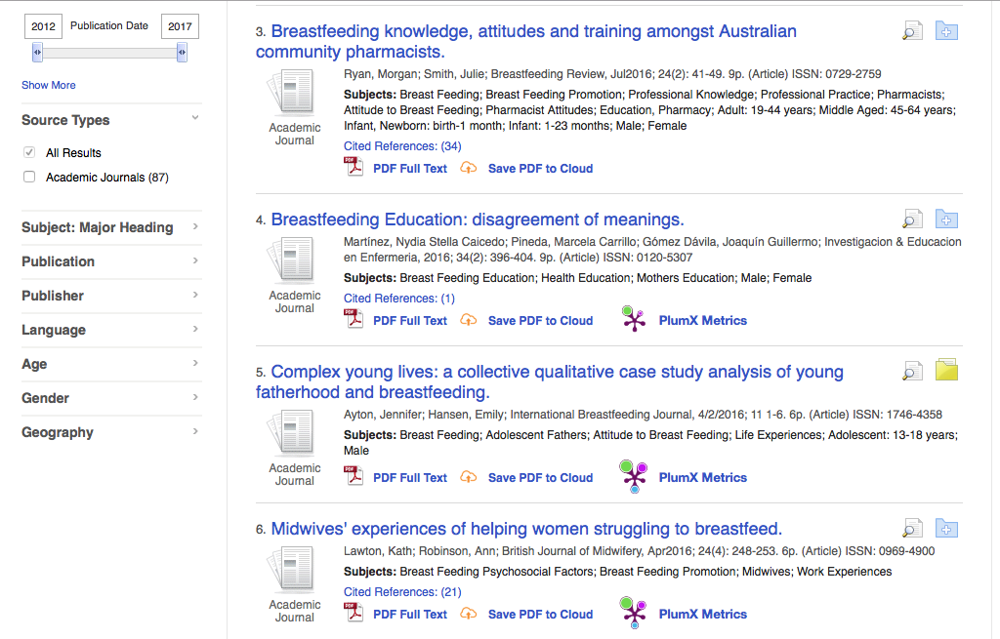 2012 Publication Date 2017
Show More
Source Types
All Results
Academic Journals (87)
Subject: Major Heading
Publication
Publisher
Language
Age
Gender
Geography
3. Breastfeeding knowledge, attitudes and training amongst Australian
community pharmacists.
Academic
Journal
Ryan, Morgan; Smith, Julie; Breastfeeding Review, Jul2016; 24(2): 41-49. 9p. (Article) ISSN: 0729-2759
Subjects: Breast Feeding; Breast Feeding Promotion; Professional Knowledge; Professional Practice; Pharmacists;
Attitude to Breast Feeding; Pharmacist Attitudes; Education, Pharmacy; Adult: 19-44 years; Middle Aged: 45-64 years;
Infant, Newborn: birth-1 month; Infant: 1-23 months; Male; Female
Cited References: (34)
PDF PDF Full Text Save PDF to Cloud
4. Breastfeeding Education: disagreement of meanings.
Academic
Journal
Martínez, Nydia Stella Caicedo; Pineda, Marcela Carrillo; Gómez Dávila, Joaquín Guillermo; Investigacion & Educacion
en Enfermeria, 2016; 34(2): 396-404. 9p. (Article) ISSN: 0120-5307
Subjects: Breast Feeding Education; Health Education; Mothers Education; Male; Female
Cited References: (1)
PDF PDF Full Text Save PDF to Cloud PlumX Metrics
5. Complex young lives: a collective qualitative case study analysis of young
fatherhood and breastfeeding.
Academic
Journal
Ayton, Jennifer; Hansen, Emily; International Breastfeeding Journal, 4/2/2016; 11 1-6. 6p. (Article) ISSN: 1746-4358
Subjects: Breast Feeding; Adolescent Fathers; Attitude to Breast Feeding; Life Experiences; Adolescent: 13-18 years;
Male
PDF PDF Full Text Save PDF to Cloud PlumX Metrics
6. Midwives' experiences of helping women struggling to breastfeed.
Academic
Journal
Lawton, Kath; Robinson, Ann; British Journal of Midwifery, Apr2016; 24(4): 248-253. 6p. (Article) ISSN: 0969-4900
Subjects: Breast Feeding Psychosocial Factors; Breast Feeding Promotion; Midwives; Work Experiences
Cited References: (21)
PDF PDF Full Text Save PDF to Cloud PlumX Metrics